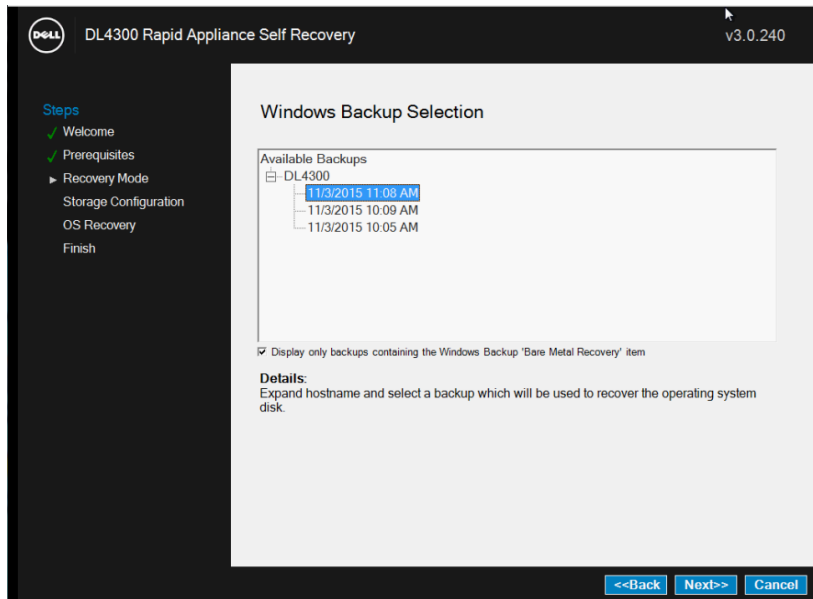 DELL
DL4300 Rapid Appliance Self Recovery
v3.0.240
Steps
Welcome
Prerequisites
Recovery Mode
Storage Configuration
OS Recovery
Finish
Windows Backup Selection
Available Backups
DL4300
11/3/2015 11:08 AM
11/3/2015 10:09 AM
11/3/2015 10:05 AM
Display only backups containing the Windows Backup 'Bare Metal Recovery' item
Details:
Expand hostname and select a backup which will be used to recover the operating system
disk.
<<Back Next>> Cancel